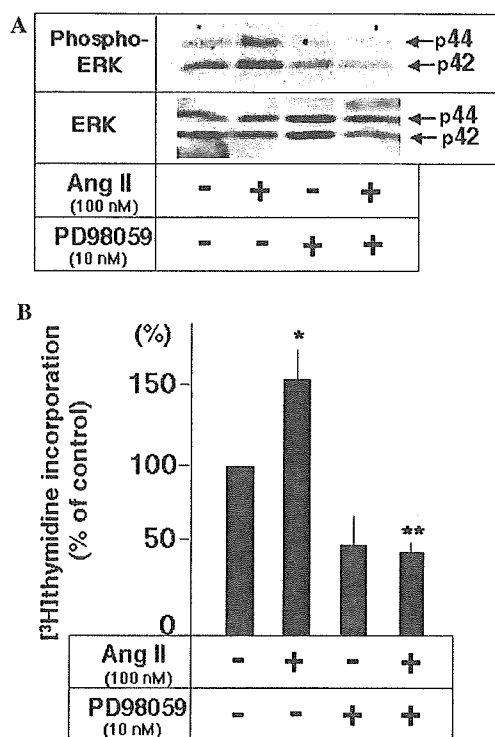 A
Phospho-
ERK
p44
p42
ERK
p44
p42
Ang II
(100 nM)
- + - +
PD98059
(10 nM)
- - + +
B
[³H]thymidine incorporation
(% of control)
(%)
150
100
50
0
*
**
Ang II
(100 nM)
- + - +
PD98059
(10 nM)
- - + +